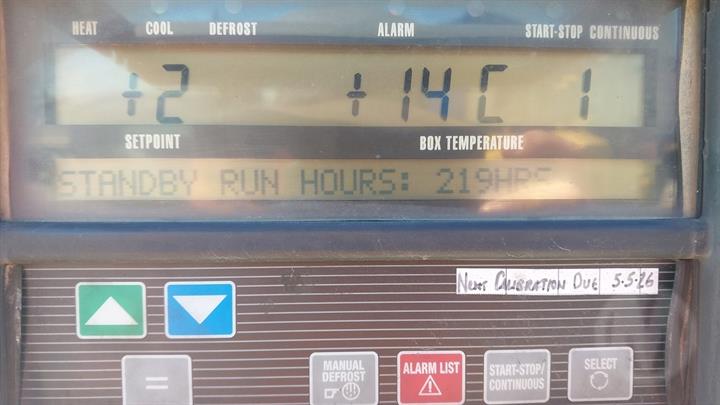 HEAT COOL DEFROST ALARM START-STOP CONTINUOUS
+2 +14C 1
SETPOINT BOX TEMPERATURE
STANDBY RUN HOURS: 219HRS
NEXT CALIBRATION DUE 5.5.26
=
MANUAL DEFROST
ALARM LIST
START-STOP/ CONTINUOUS
SELECT